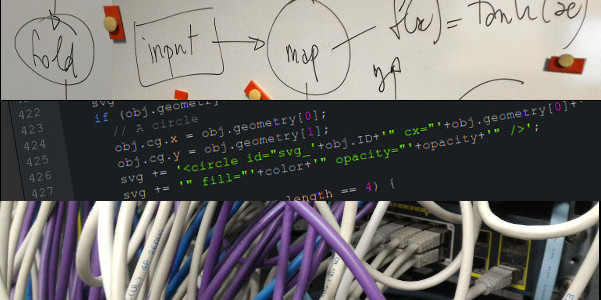 fold
input
map
f(x) = Tanh(x)
y
422 svg
423 if (obj.geometry
424 // A circle
425 obj.cg.x = obj.geometry[0];
426 obj.cg.y = obj.geometry[1];
427 svg += '<circle id="svg_'+obj.ID+'" cx="'+obj.geometry[0]+'
svg += '" fill="'+color+'" opacity="'+opacity+'" />';
length == 4) {